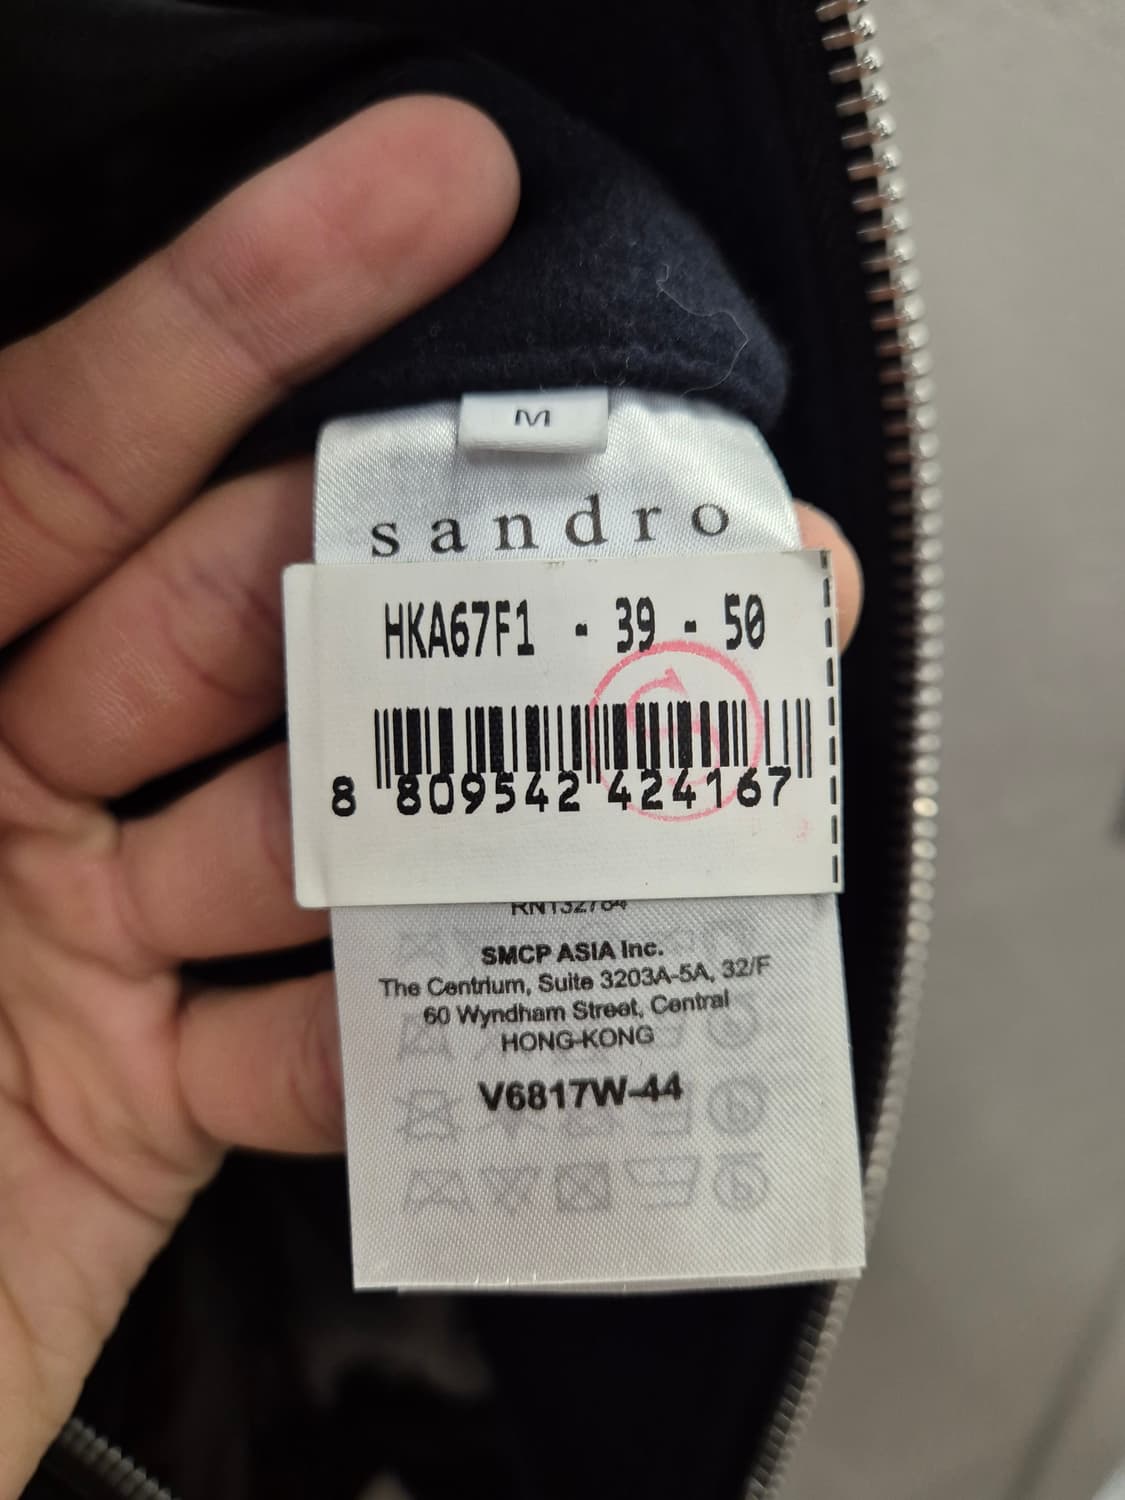 M
sandro
HKA67F1 - 39 - 50
8 809542 424167
RN132784
SMCP ASIA Inc.
The Centrium, Suite 3203A-5A, 32/F
60 Wyndham Street, Central
HONG-KONG
V6817W-44